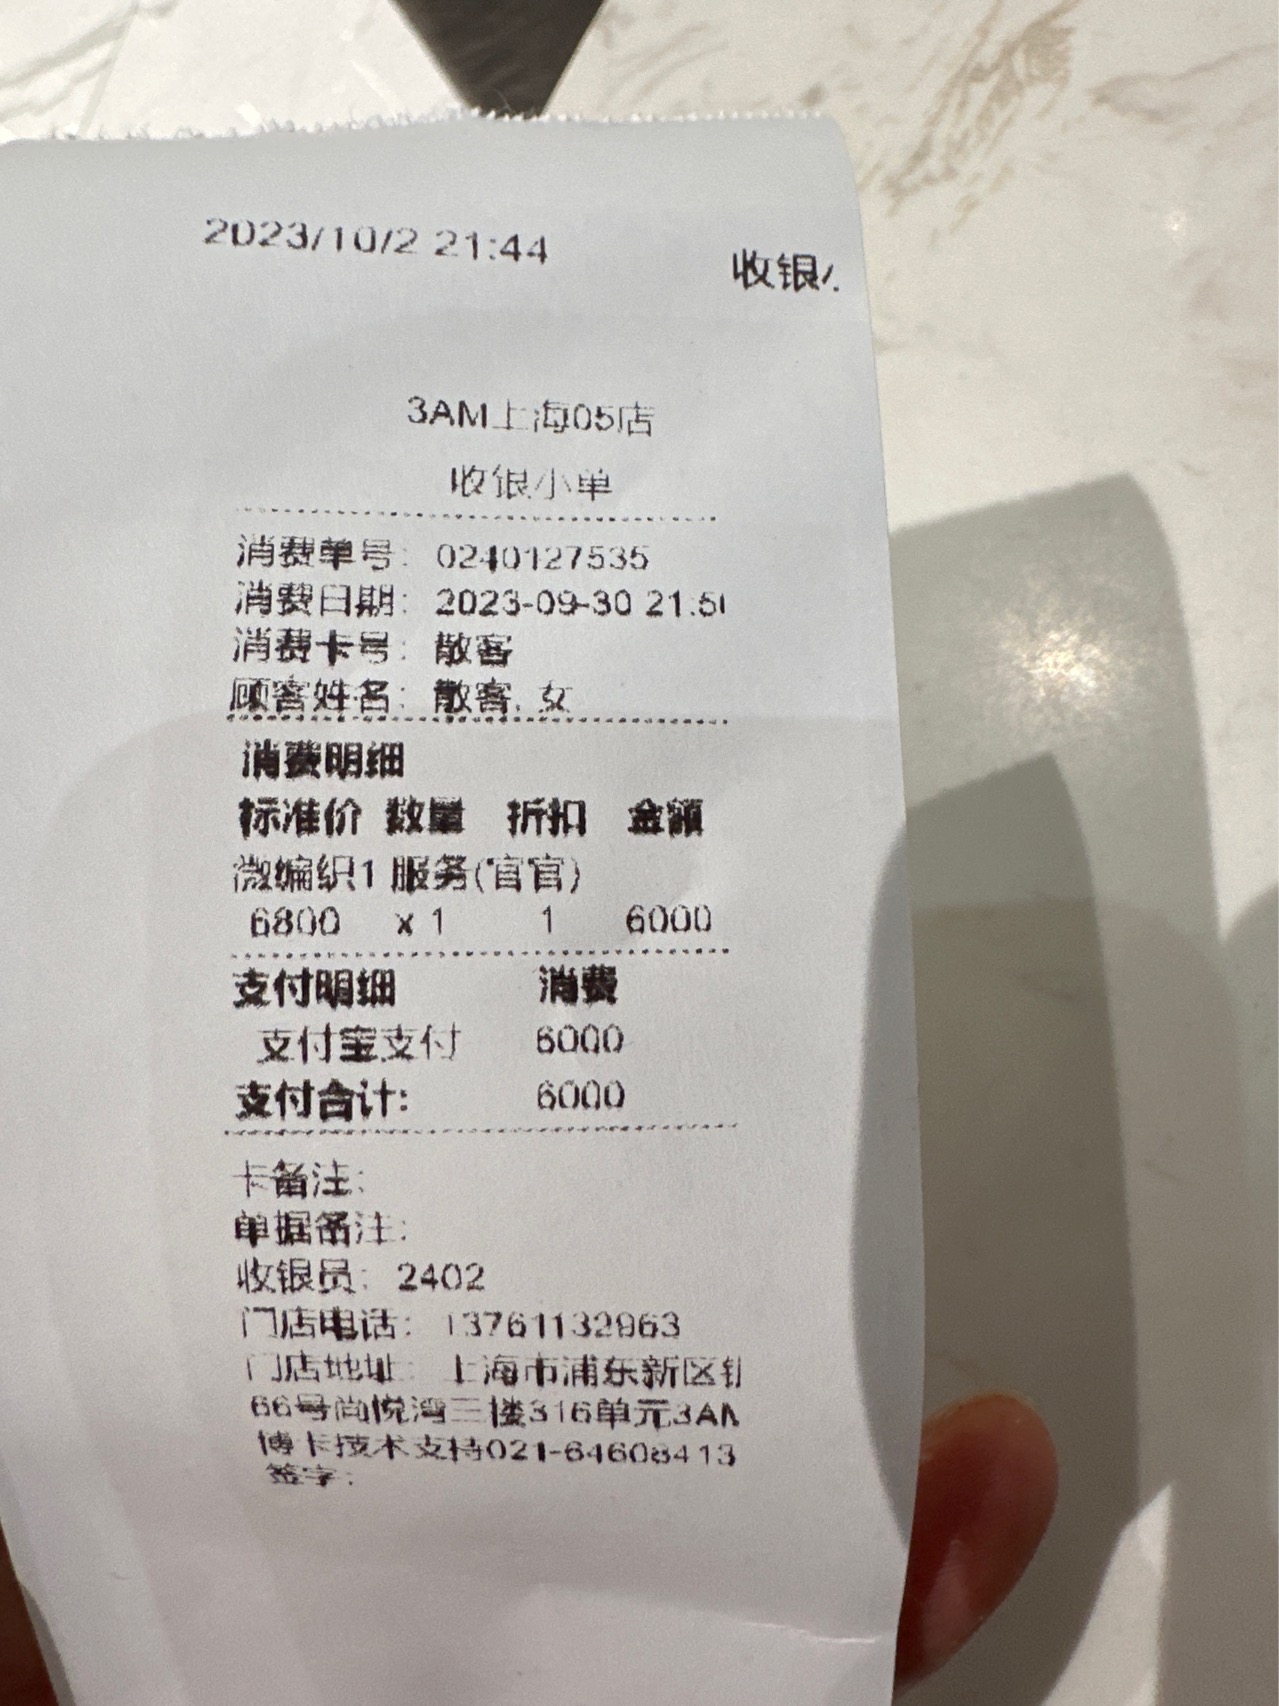 2023/10/2 21:44
收银
3AM上海05店
收银小单
消费单号: 0240127535
消费日期: 2023-09-30 21:5
消费卡号: 散客
顾客姓名: 散客, 女
消费明细
标准价 数量 折扣 金额
微编织1 服务(官官)
6800 x 1 1 6000
支付明细 消费
支付宝支付 6000
支付合计: 6000
卡备注:
单据备注:
收银员: 2402
门店电话: 13761132963
门店地址: 上海市浦东新区
66号尚悦湾三楼316单元3AM
博卡技术支持021-64608413
签字: